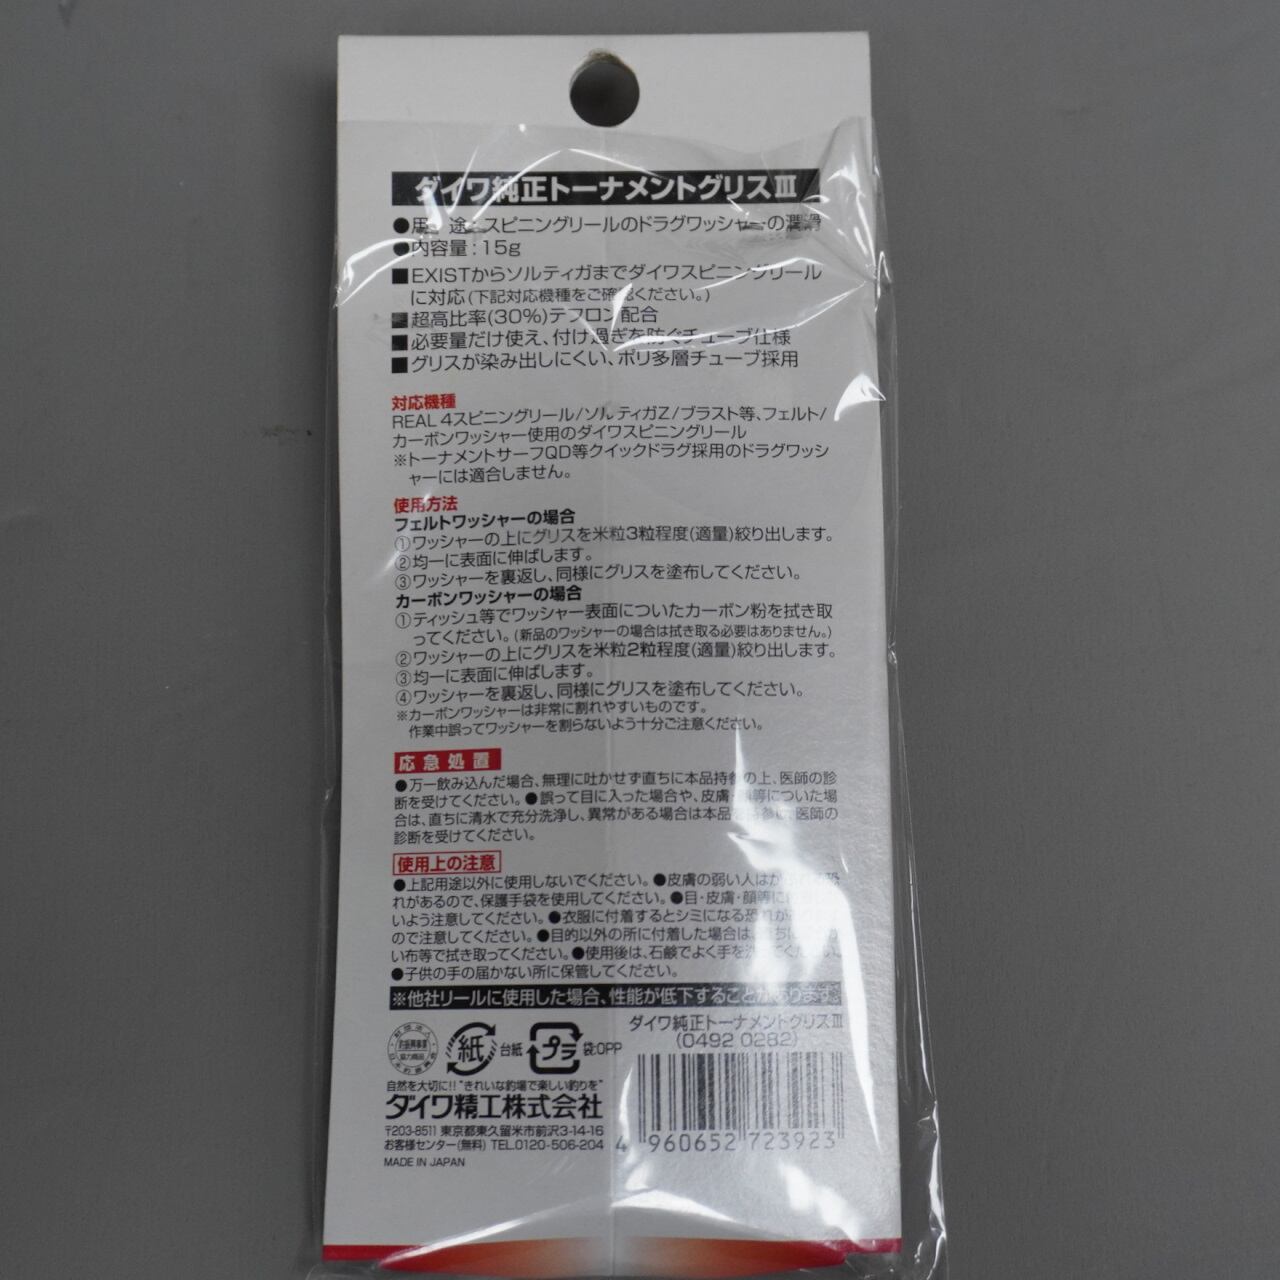 ダイワ純正トーナメントグリスⅢ
●用 途：スピニングリールのドラグワッシャーの潤滑
●内容量：15g
■EXISTからソルティガまでダイワスピニングリール
に対応(下記対応機種をご確認ください。)
■超高比率(30%)テフロン配合
■必要量だけ使え、付け過ぎを防ぐチューブ仕様
■グリスが染み出しにくい、ポリ多層チューブ採用
対応機種
REAL 4スピニングリール/ソルティガZ/ブラスト等、フェルト/
カーボンワッシャー使用のダイワスピニングリール
※トーナメントサーフQD等クイックドラグ採用のドラグワッシ
ャーには適合しません。
使用方法
フェルトワッシャーの場合
①ワッシャーの上にグリスを米粒3粒程度(適量)絞り出します。
②均一に表面に伸ばします。
③ワッシャーを裏返し、同様にグリスを塗布してください。
カーボンワッシャーの場合
①ティッシュ等でワッシャー表面についたカーボン粉を拭き取
ってください。(新品のワッシャーの場合は拭き取る必要はありません。)
②ワッシャーの上にグリスを米粒2粒程度(適量)絞り出します。
③均一に表面に伸ばします。
④ワッシャーを裏返し、同様にグリスを塗布してください。
※カーボンワッシャーは非常に割れやすいものです。
作業中誤ってワッシャーを割らないよう十分ご注意ください。
応急処置
●万一飲み込んだ場合、無理に吐かせず直ちに本品持参の上、医師の診
断を受けてください。●誤って目に入った場合や、皮膚・顔等についた場
合は、直ちに清水で充分洗浄し、異常がある場合は本品を持参し、医師の
診断を受けてください。
使用上の注意
●上記用途以外に使用しないでください。●皮膚の弱い人はかぶれる恐
れがあるので、保護手袋を使用してください。●目・皮膚・顔等に
いよう注意してください。●衣服に付着するとシミになる恐れがあります
ので注意してください。●目的以外の所に付着した場合は、直ちに
い布等で拭き取ってください。●使用後は、石鹸でよく手を洗ってください。
●子供の手の届かない所に保管してください。
※他社リールに使用した場合、性能が低下することがあります。
ダイワ純正トーナメントグリスⅢ
(0492 0282)
紙 台紙 プラ 袋:OPP
自然を大切に!!“きれいな釣場で楽しい釣りを”
ダイワ精工株式会社
〒203-8511 東京都東久留米市前沢3-14-16
お客様センター(無料) TEL.0120-506-204
MADE IN JAPAN
4 960652 723923